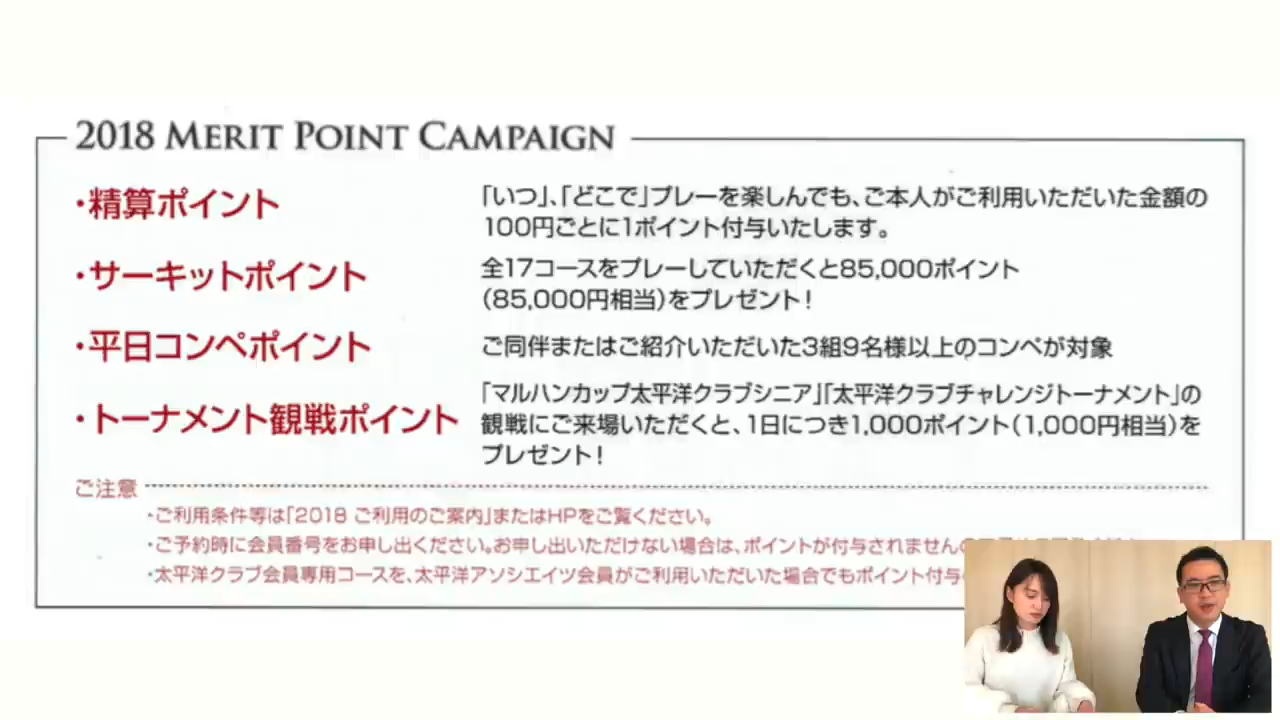 2018 MERIT POINT CAMPAIGN
・精算ポイント
「いつ」、「どこで」プレーを楽しんでも、ご本人がご利用いただいた金額の
100円ごとに1ポイント付与いたします。
・サーキットポイント
全17コースをプレーしていただくと85,000ポイント
(85,000円相当)をプレゼント!
・平日コンペポイント
ご同伴またはご紹介いただいた3組9名様以上のコンペが対象
・トーナメント観戦ポイント
「マルハンカップ太平洋クラブシニア」「太平洋クラブチャレンジトーナメント」の
観戦にご来場いただくと、1日につき1,000ポイント(1,000円相当)を
プレゼント!
ご注意
・ご利用条件等は「2018 ご利用のご案内」またはHPをご覧ください。
・ご予約時に会員番号をお申し出ください。お申し出いただけない場合は、ポイントが付与されません
・太平洋クラブ会員専用コースを、太平洋アソシエイツ会員がご利用いただいた場合でもポイント付与